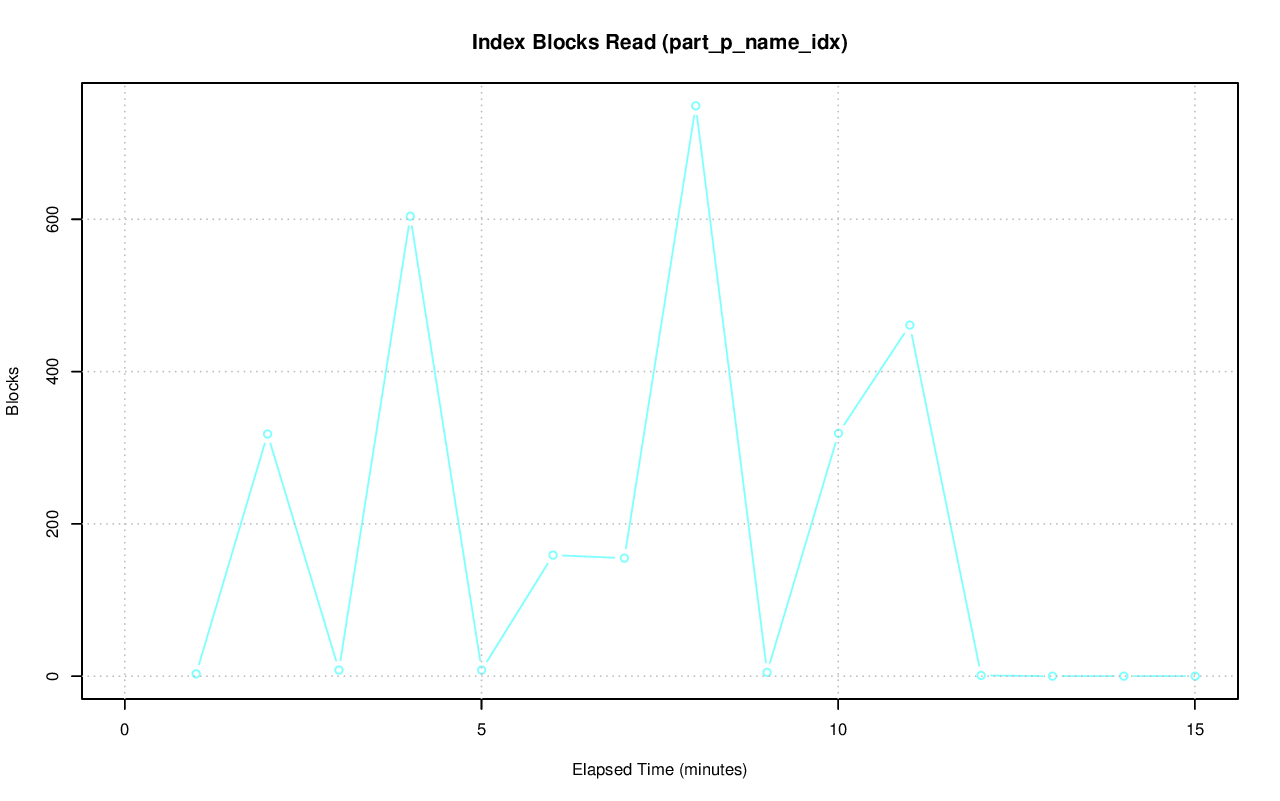 Index Blocks Read (part_p_name_idx)
Blocks
600
400
200
0
0 5 10 15
Elapsed Time (minutes)